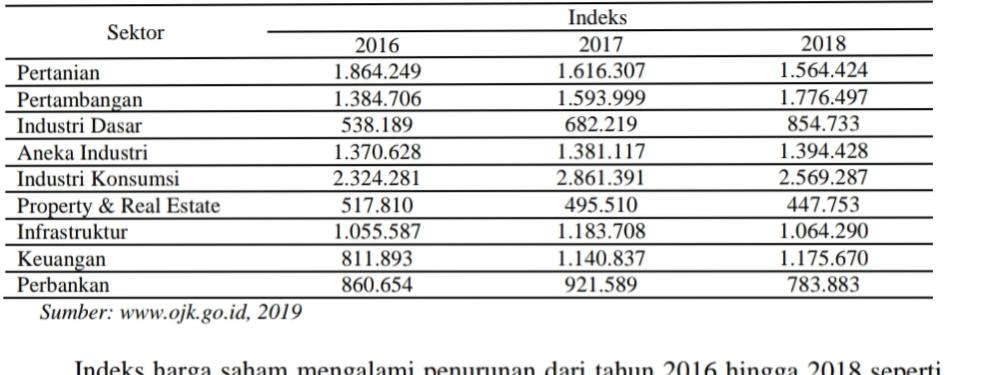 Sektor Indeks
2016 2017 2018
Pertanian 1.864.249 1.616.307 1.564.424
Pertambangan 1.384.706 1.593.999 1.776.497
Industri Dasar 538.189 682.219 854.733
Aneka Industri 1.370.628 1.381.117 1.394.428
Industri Konsumsi 2.324.281 2.861.391 2.569.287
Property & Real Estate 517.810 495.510 447.753
Infrastruktur 1.055.587 1.183.708 1.064.290
Keuangan 811.893 1.140.837 1.175.670
Perbankan 860.654 921.589 783.883
Sumber: www.ojk.go.id, 2019
Indeks harga saham mengalami penurunan dari tahun 2016 hingga 2018 seperti